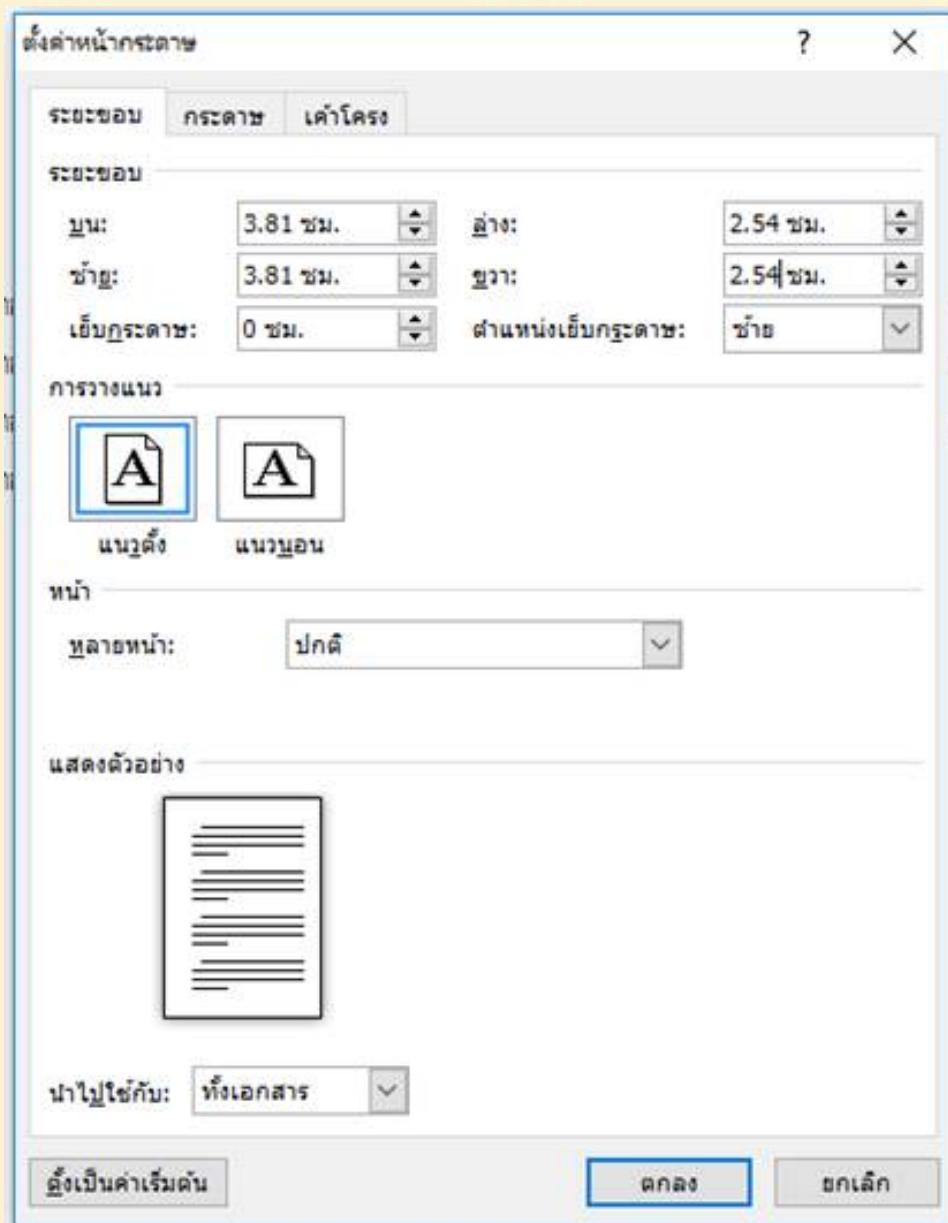 ตั้งค่าหน้ากระดาษ ?
ระยะขอบ กระดาษ เค้าโครง
ระยะขอบ
บน: 3.81 ซม. ล่าง: 2.54 ซม.
ซ้าย: 3.81 ซม. ขวา: 2.54 ซม.
เย็บกระดาษ: 0 ซม. ตำแหน่งเย็บกระดาษ: ซ้าย
การวางแนว
A A
แนวตั้ง แนวนอน
หน้า
หลายหน้า: ปกติ
แสดงตัวอย่าง
นำไปใช้กับ: ทั้งเอกสาร
ตั้งเป็นค่าเริ่มต้น ตกลง ยกเลิก